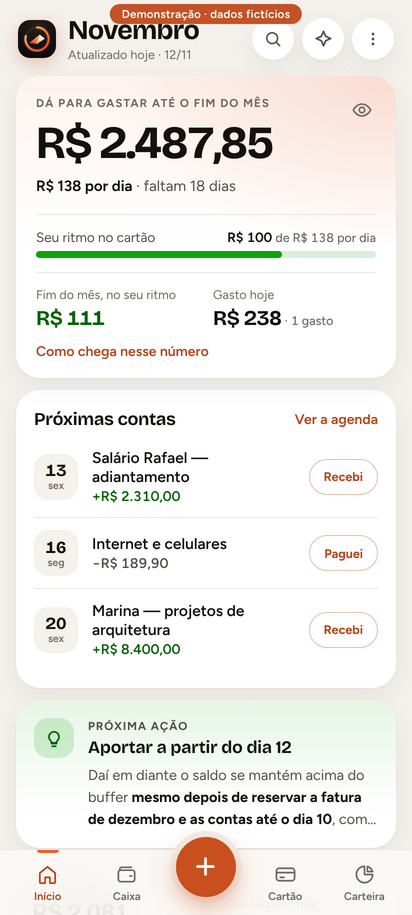 Demonstração · dados fictícios
Novembro
Atualizado hoje · 12/11
DÁ PARA GASTAR ATÉ O FIM DO MÊS
R$ 2.487,85
R$ 138 por dia · faltam 18 dias
Seu ritmo no cartão
R$ 100 de R$ 138 por dia
Fim do mês, no seu ritmo
R$ 111
Gasto hoje
R$ 238 · 1 gasto
Como chega nesse número
Próximas contas
Ver a agenda
13
sex
Salário Rafael —
adiantamento
+R$ 2.310,00
Recebi
16
seg
Internet e celulares
−R$ 189,90
Paguei
20
sex
Marina — projetos de
arquitetura
+R$ 8.400,00
Recebi
PRÓXIMA AÇÃO
Aportar a partir do dia 12
Daí em diante o saldo se mantém acima do
buffer mesmo depois de reservar a fatura
de dezembro e as contas até o dia 10, com...
Início
Caixa
Cartão
Carteira
R$ 2.081